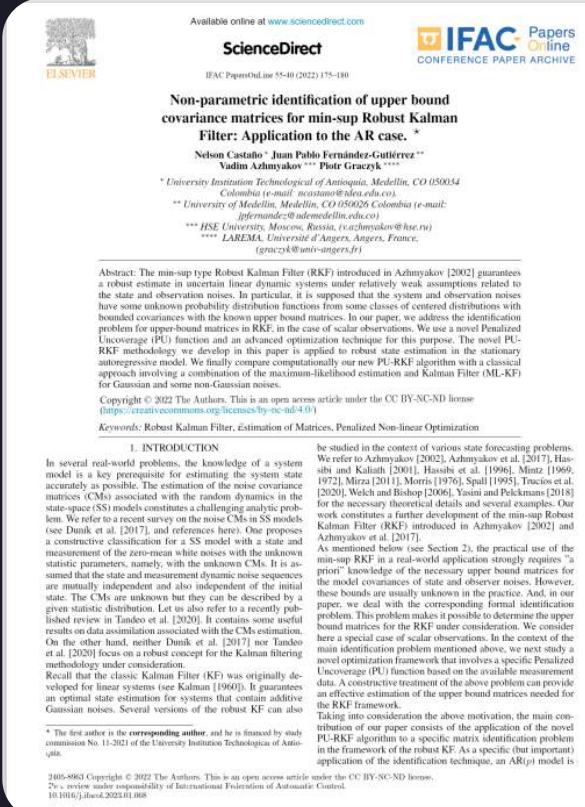 Available online at www.sciencedirect.com
ScienceDirect
ELSEVIER
IFAC Papers
Online
CONFERENCE PAPER ARCHIVE
IFAC PapersOnLine 55-40 (2022) 175–180
Non-parametric identification of upper bound
covariance matrices for min-sup Robust Kalman
Filter: Application to the AR case. *
Nelson Castaño * Juan Pablo Fernández-Gutiérrez **
Vadim Azhmyakov *** Piotr Graczyk ****
* University Institution Technological of Antioquia, Medellin, CO 050034
Colombia (e-mail: ncastano@tdea.edu.co).
** University of Medellin, Medellin, CO 050026 Colombia (e-mail:
jpfernandez@udemedellin.edu.co)
*** HSE University, Moscow, Russia, (v.azhmyakov@hse.ru)
**** LAREMA, Université d'Angers, Angers, France,
(graczyk@univ-angers.fr)
Abstract: The min-sup type Robust Kalman Filter (RKF) introduced in Azhmyakov [2002] guarantees
a robust estimate in uncertain linear dynamic systems under relatively weak assumptions related to
the state and observation noises. In particular, it is supposed that the system and observation noises
have some unknown probability distribution functions from some classes of centered distributions with
bounded covariances with the known upper bound matrices. In our paper, we address the identification
problem for upper-bound matrices in RKF, in the case of scalar observations. We use a novel Penalized
Uncoverage (PU) function and an advanced optimization technique for this purpose. The novel PU-
RKF methodology we develop in this paper is applied to robust state estimation in the stationary
autoregressive model. We finally compare computationally our new PU-RKF algorithm with a classical
approach involving a combination of the maximum-likelihood estimation and Kalman Filter (ML-KF)
for Gaussian and some non-Gaussian noises.
Copyright © 2022 The Authors. This is an open access article under the CC BY-NC-ND license
(https://creativecommons.org/licenses/by-nc-nd/4.0/)
Keywords: Robust Kalman Filter, Estimation of Matrices, Penalized Non-linear Optimization
1. INTRODUCTION
In several real-world problems, the knowledge of a system
model is a key prerequisite for estimating the system state
accurately as possible. The estimation of the noise covariance
matrices (CMs) associated with the random dynamics in the
state-space (SS) models constitutes a challenging analytic prob-
lem. We refer to a recent survey on the noise CMs in SS models
(see Duník et al. [2017], and references here). One proposes
a constructive classification for a SS model with a state and
measurement of the zero-mean white noises with the unknown
statistic parameters, namely, with the unknown CMs. It is as-
sumed that the state and measurement dynamic noise sequences
are mutually independent and also independent of the initial
state. The CMs are unknown but they can be described by a
given statistic distribution. Let us also refer to a recently pub-
lished review in Tandeo et al. [2020]. It contains some useful
results on data assimilation associated with the CMs estimation.
On the other hand, neither Duník et al. [2017] nor Tandeo
et al. [2020] focus on a robust concept for the Kalman filtering
methodology under consideration.
Recall that the classic Kalman Filter (KF) was originally de-
veloped for linear systems (see Kalman [1960]). It guarantees
an optimal state estimation for systems that contain additive
Gaussian noises. Several versions of the robust KF can also
* The first author is the corresponding author, and he is financed by study
commission No. 11-2021 of the University Institution Technological of Antio-
quia.
be studied in the context of various state forecasting problems.
We refer to Azhmyakov [2002], Azhmyakov et al. [2017], Has-
sibi and Kaliath [2001], Hassibi et al. [1996], Mintz [1969,
1972], Mirza [2011], Morris [1976], Spall [1995], Trucíos et al.
[2020], Welch and Bishop [2006], Yasini and Pelckmans [2018]
for the necessary theoretical details and several examples. Our
work constitutes a further development of the min-sup Robust
Kalman Filter (RKF) introduced in Azhmyakov [2002] and
Azhmyakov et al. [2017].
As mentioned below (see Section 2), the practical use of the
min-sup RKF in a real-world application strongly requires "a
priori" knowledge of the necessary upper bound matrices for
the model covariances of state and observer noises. However,
these bounds are usually unknown in the practice. And, in our
paper, we deal with the corresponding formal identification
problem. This problem makes it possible to determine the upper
bound matrices for the RKF under consideration. We consider
here a special case of scalar observations. In the context of the
main identification problem mentioned above, we next study a
novel optimization framework that involves a specific Penalized
Uncoverage (PU) function based on the available measurement
data. A constructive treatment of the above problem can provide
an effective estimation of the upper bound matrices needed for
the RKF framework.
Taking into consideration the above motivation, the main con-
tribution of our paper consists of the application of the novel
PU-RKF algorithm to a specific matrix identification problem
in the framework of the robust KF. As a specific (but important)
application of the identification technique, an AR(p) model is
2405-8963 Copyright © 2022 The Authors. This is an open access article under the CC BY-NC-ND license.
review under responsibility of International Federation of Automatic Control.
10.1016/j.ifacol.2023.01.068